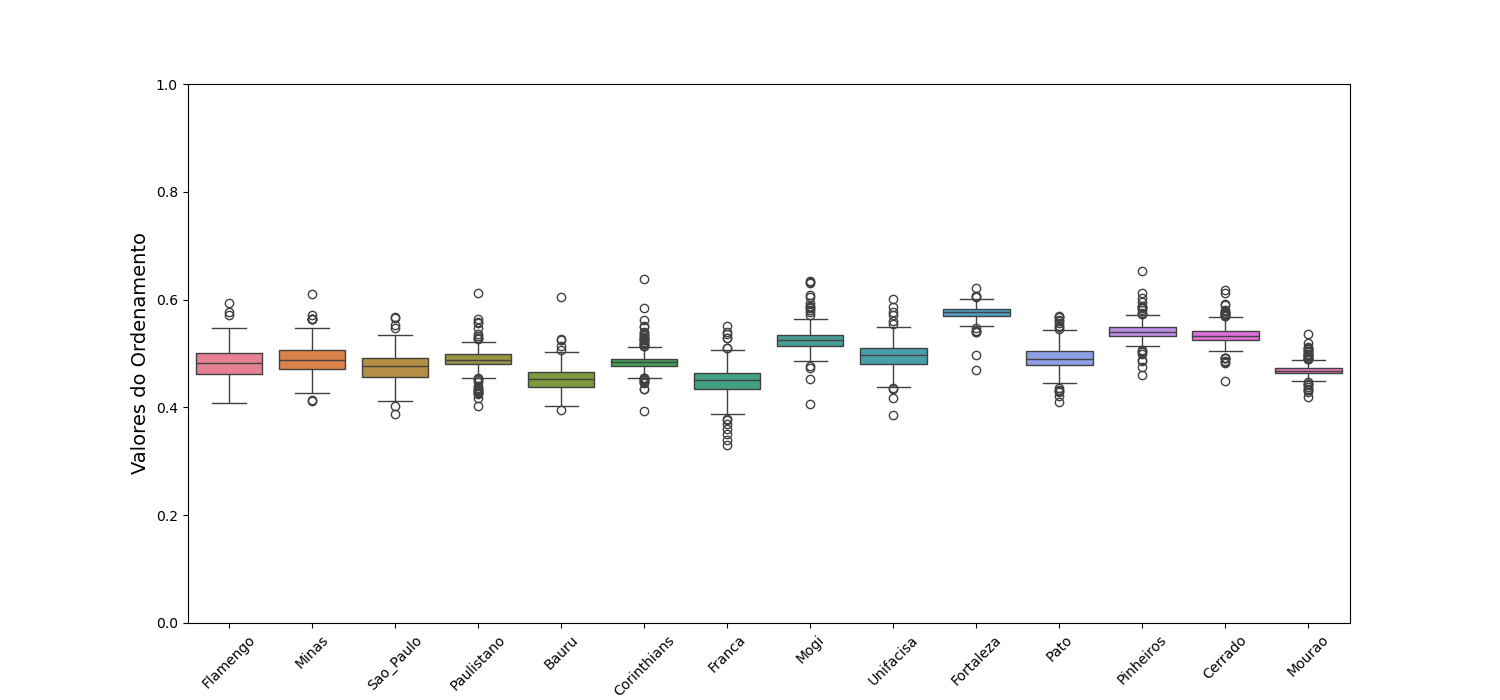 Valores do Ordenamento
1.0
0.8
0.6
0.4
0.2
0.0
Flamengo
Minas
Sao_Paulo
Paulistano
Bauru
Corinthians
Franca
Mogi
Unifacisa
Fortaleza
Pato
Pinheiros
Cerrado
Mourao